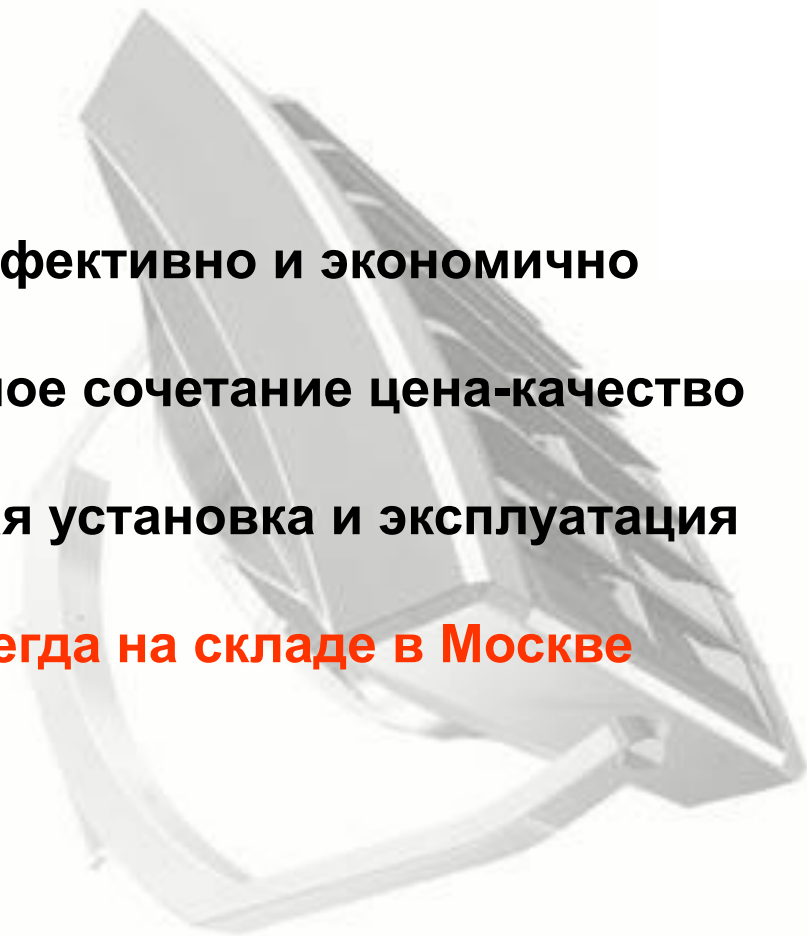 фективно и экономично
ное сочетание цена-качество
я установка и эксплуатация
егда на складе в Москве